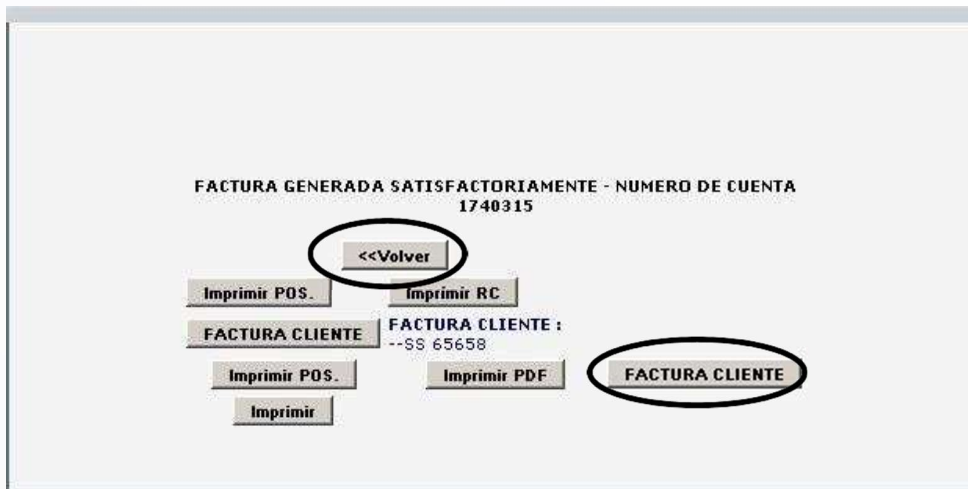 FACTURA GENERADA SATISFACTORIAMENTE - NUMERO DE CUENTA
1740315
<<Volver
Imprimir POS. Imprimir RC
FACTURA CLIENTE FACTURA CLIENTE :
--SS 65658
Imprimir POS. Imprimir PDF FACTURA CLIENTE
Imprimir